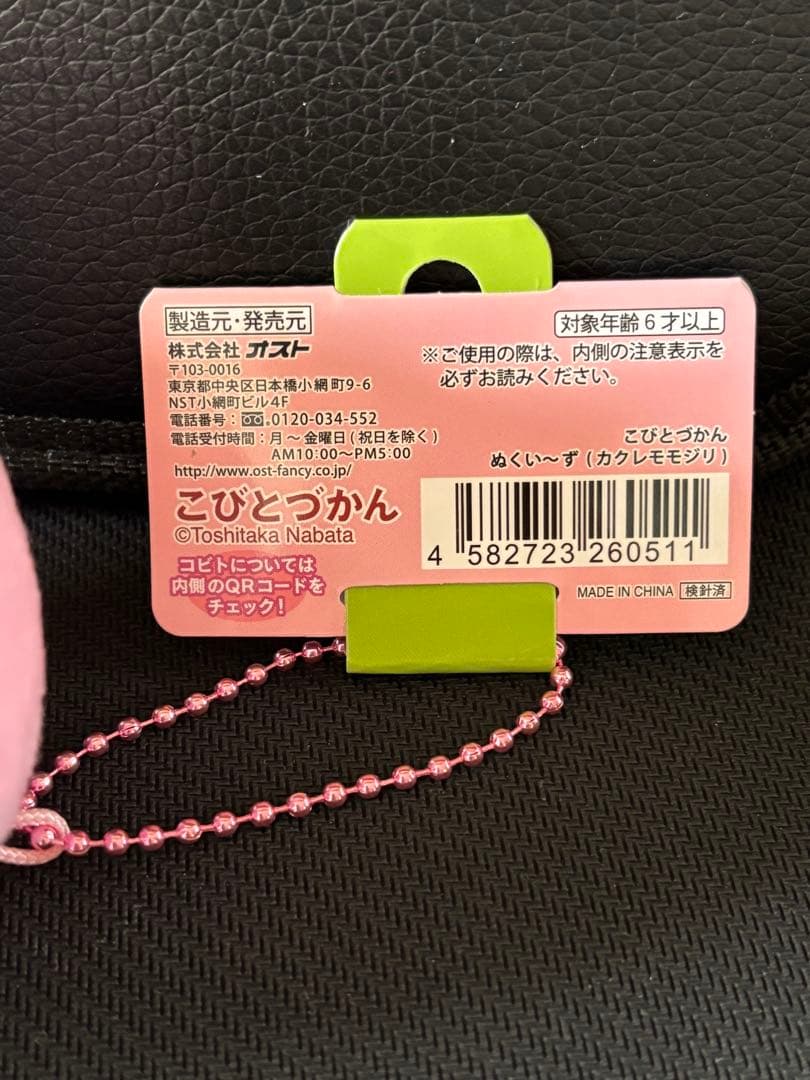 製造元・発売元
株式会社 オスト
〒103-0016
東京都中央区日本橋小網町9-6
NST小網町ビル4F
電話番号:0120-034-552
電話受付時間:月～金曜日(祝日を除く)
AM10:00～PM5:00
http://www.ost-fancy.co.jp/
こびとづかん
©Toshitaka Nabata
コビトについては
内側のQRコードを
チェック!
対象年齢6才以上
※ご使用の際は、内側の注意表示を
必ずお読みください。
こびとづかん
ぬくい～ず(カクレモモジリ)
4 582723 260511
MADE IN CHINA 検針済